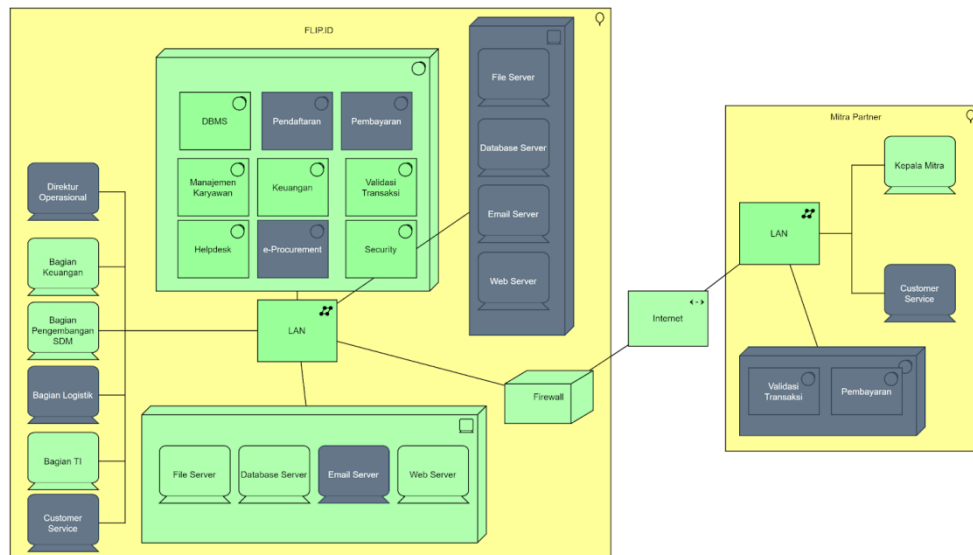 FLIP.ID
DBMS
Pendaftaran
Pembayaran
Manajemen
Karyawan
Keuangan
Validasi
Transaksi
Helpdesk
e-Procurement
Security
File Server
Database Server
Email Server
Web Server
Direktur
Operasional
Bagian
Keuangan
Bagian
Pengembangan
SDM
Bagian Logistik
Bagian TI
Customer
Service
LAN
File Server
Database Server
Email Server
Web Server
Firewall
Internet
Mitra Partner
Kepala Mitra
LAN
Customer
Service
Validasi
Transaksi
Pembayaran